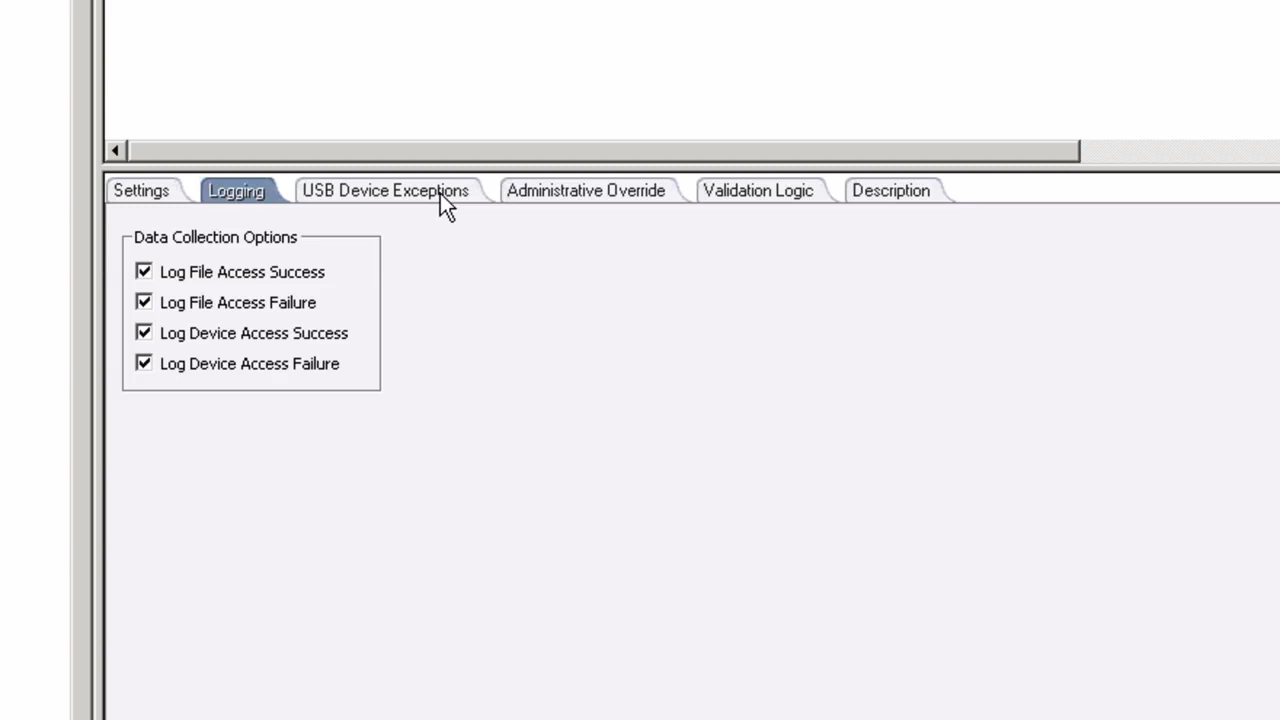 Settings Logging USB Device Exceptions Administrative Override Validation Logic Description
Data Collection Options
Log File Access Success
Log File Access Failure
Log Device Access Success
Log Device Access Failure